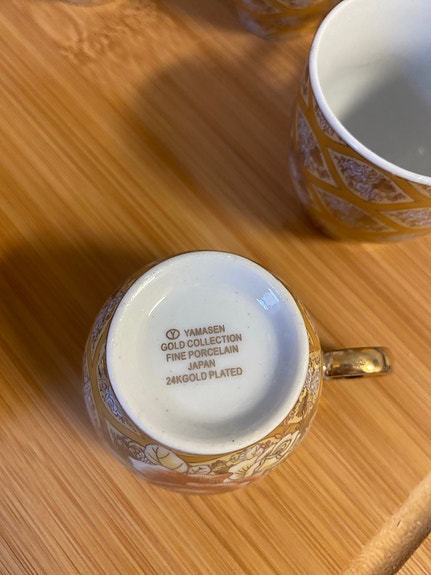 Ⓨ YAMASEN
GOLD COLLECTION
FINE PORCELAIN
JAPAN
24KGOLD PLATED